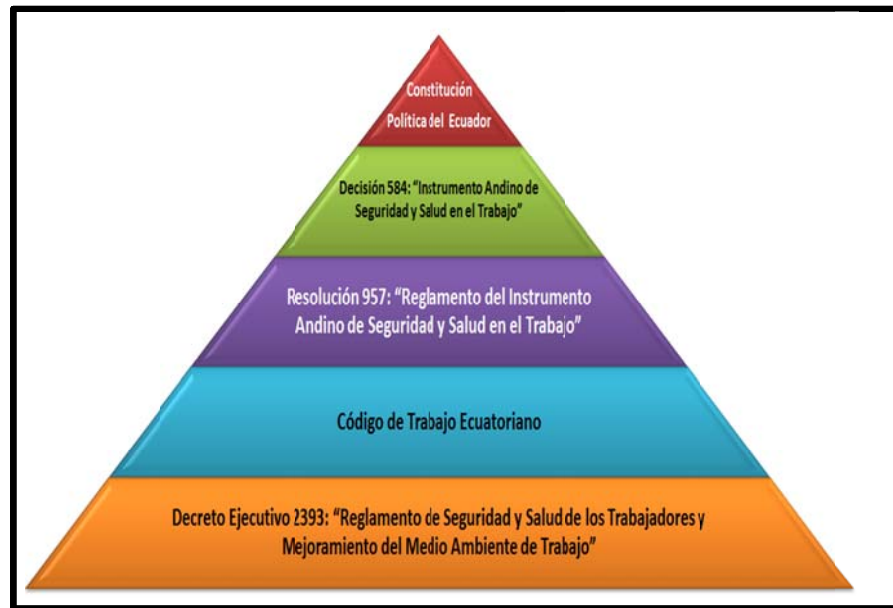 Constitución
Política del Ecuador
Decisión 584: “Instrumento Andino de
Seguridad y Salud en el Trabajo”
Resolución 957: “Reglamento del Instrumento
Andino de Seguridad y Salud en el Trabajo”
Código de Trabajo Ecuatoriano
Decreto Ejecutivo 2393: “Reglamento de Seguridad y Salud de los Trabajadores y
Mejoramiento del Medio Ambiente de Trabajo”